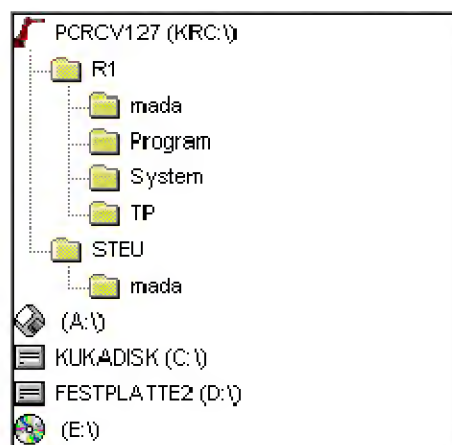 PCRCV127 (KRC:\)
R1
mada
Program
System
TP
STEU
mada
(A:\)
KUKADISK (C:\)
FESTPLATTE2 (D:\)
(E:\)